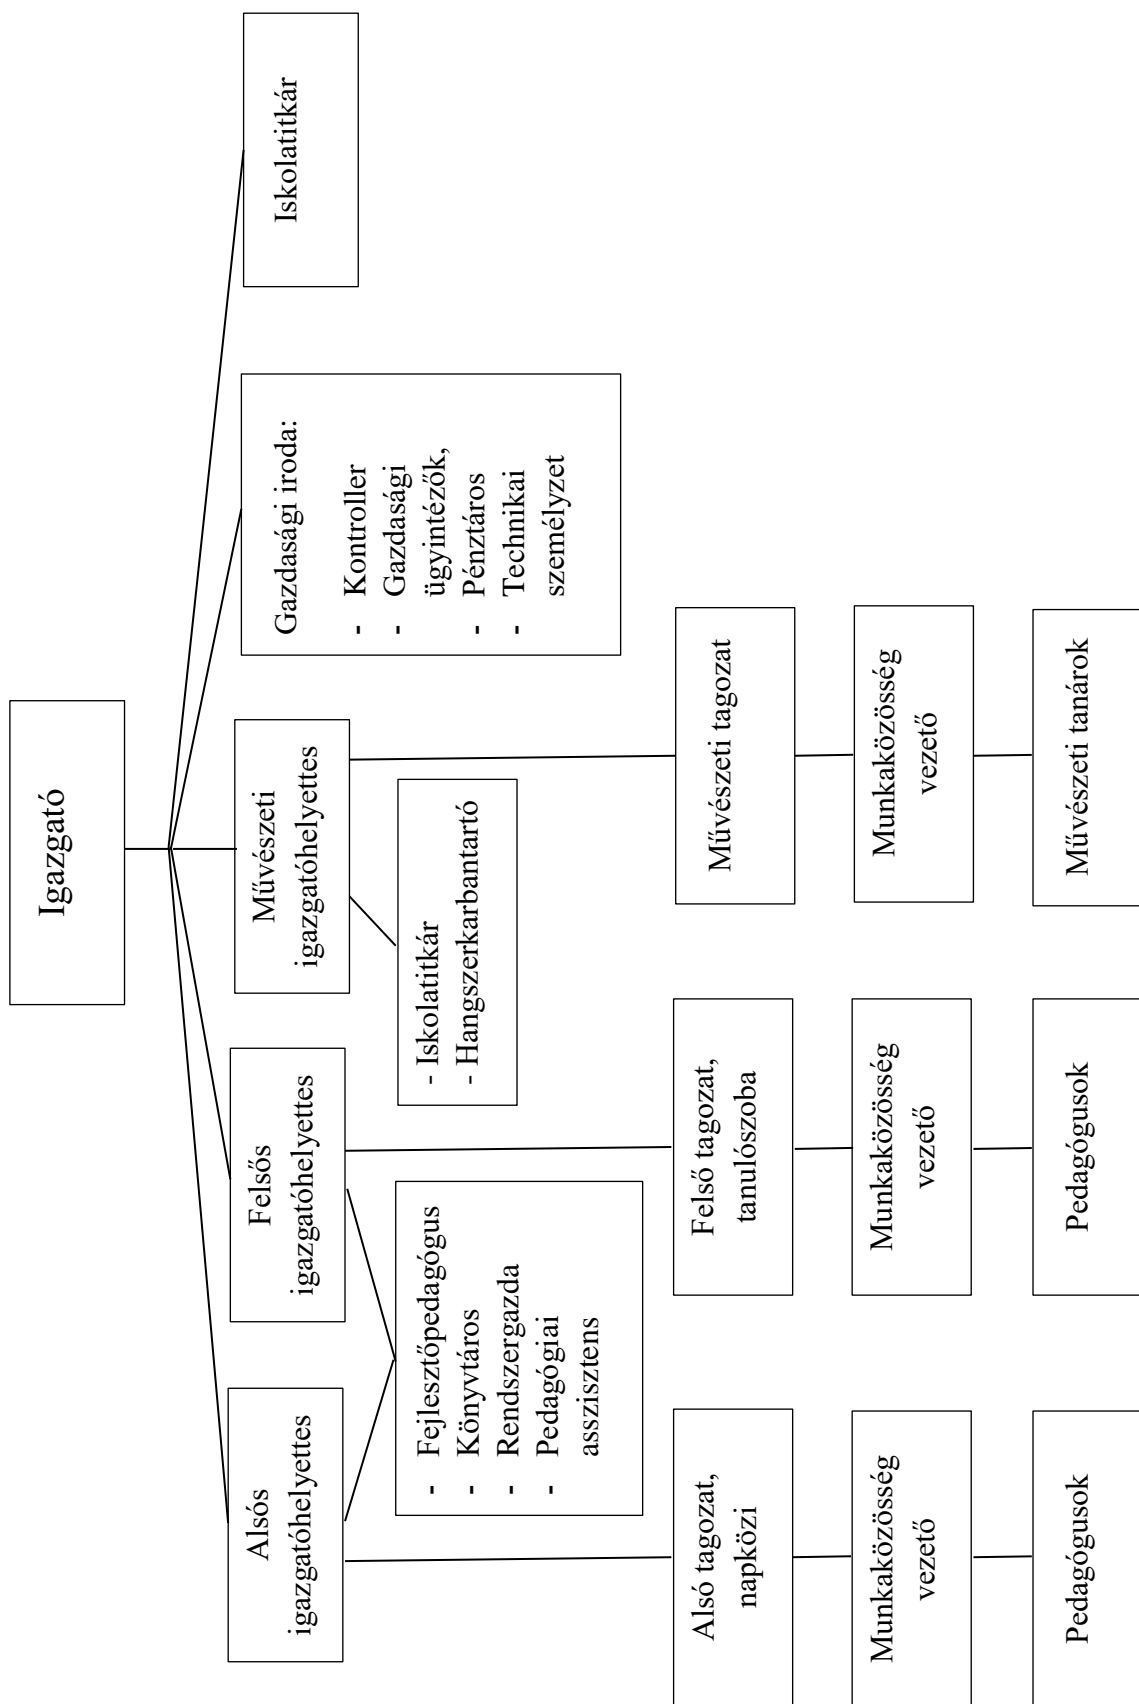 Igazgató
Alsós
igazgatóhelyettes
Felsős
igazgatóhelyettes
Művészeti
igazgatóhelyettes
Gazdasági iroda:
- Kontroller
- Gazdasági
ügyintézők,
- Pénztáros
- Technikai
személyzet
Iskolatitkár
- Fejlesztőpedagógus
- Könyvtáros
- Rendszergazda
- Pedagógiai
asszisztens
- Iskolatitkár
- Hangszerkarbantartó
Alsó tagozat,
napközi
Felső tagozat,
tanulószoba
Művészeti tagozat
Munkaközösség
vezető
Munkaközösség
vezető
Munkaközösség
vezető
Pedagógusok
Pedagógusok
Művészeti tanárok